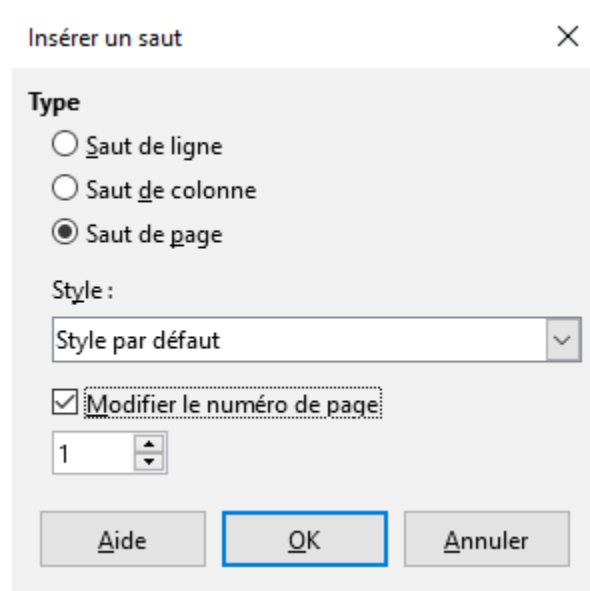 Insérer un saut
Type
Saut de ligne
Saut de colonne
Saut de page
Style :
Style par défaut
Modifier le numéro de page
1
Aide OK Annuler